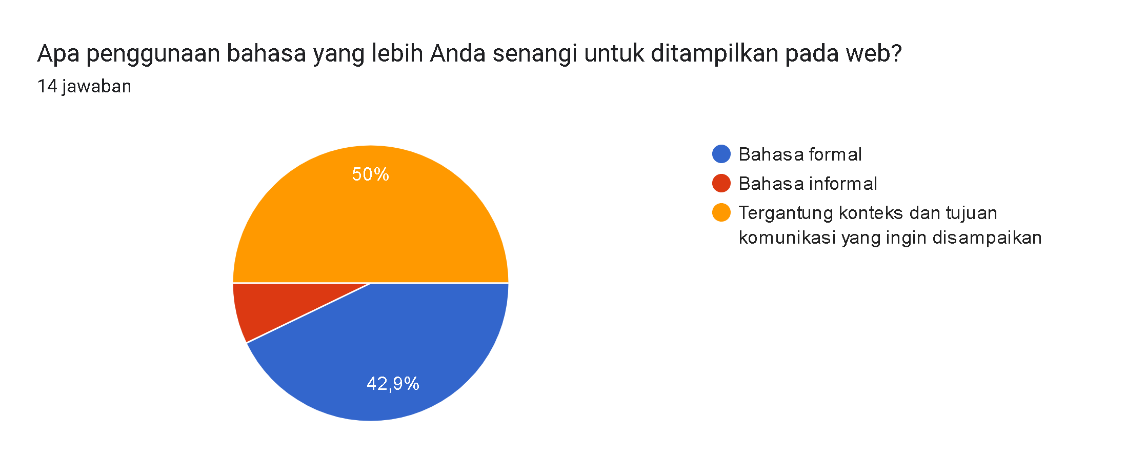 Apa penggunaan bahasa yang lebih Anda senangi untuk ditampilkan pada web?
14 jawaban
50%
42,9%
Bahasa formal
Bahasa informal
Tergantung konteks dan tujuan
komunikasi yang ingin disampaikan